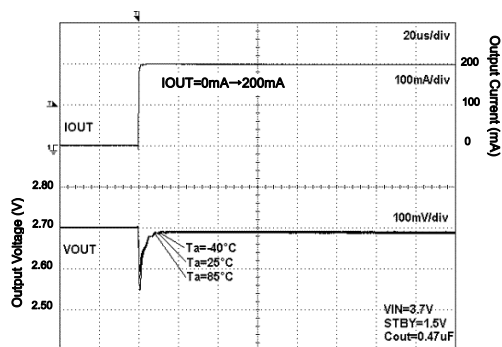 20us/div
200
100mA/div
IOUT=0mA→200mA
100
IOUT
0
Output Current (mA)
2.80
2.70
100mV/div
VOUT
Ta=-40°C
2.60
Ta=25°C
Ta=85°C
2.50
Output Voltage (V)
VIN=3.7V
STBY=1.5V
Cout=0.47uF